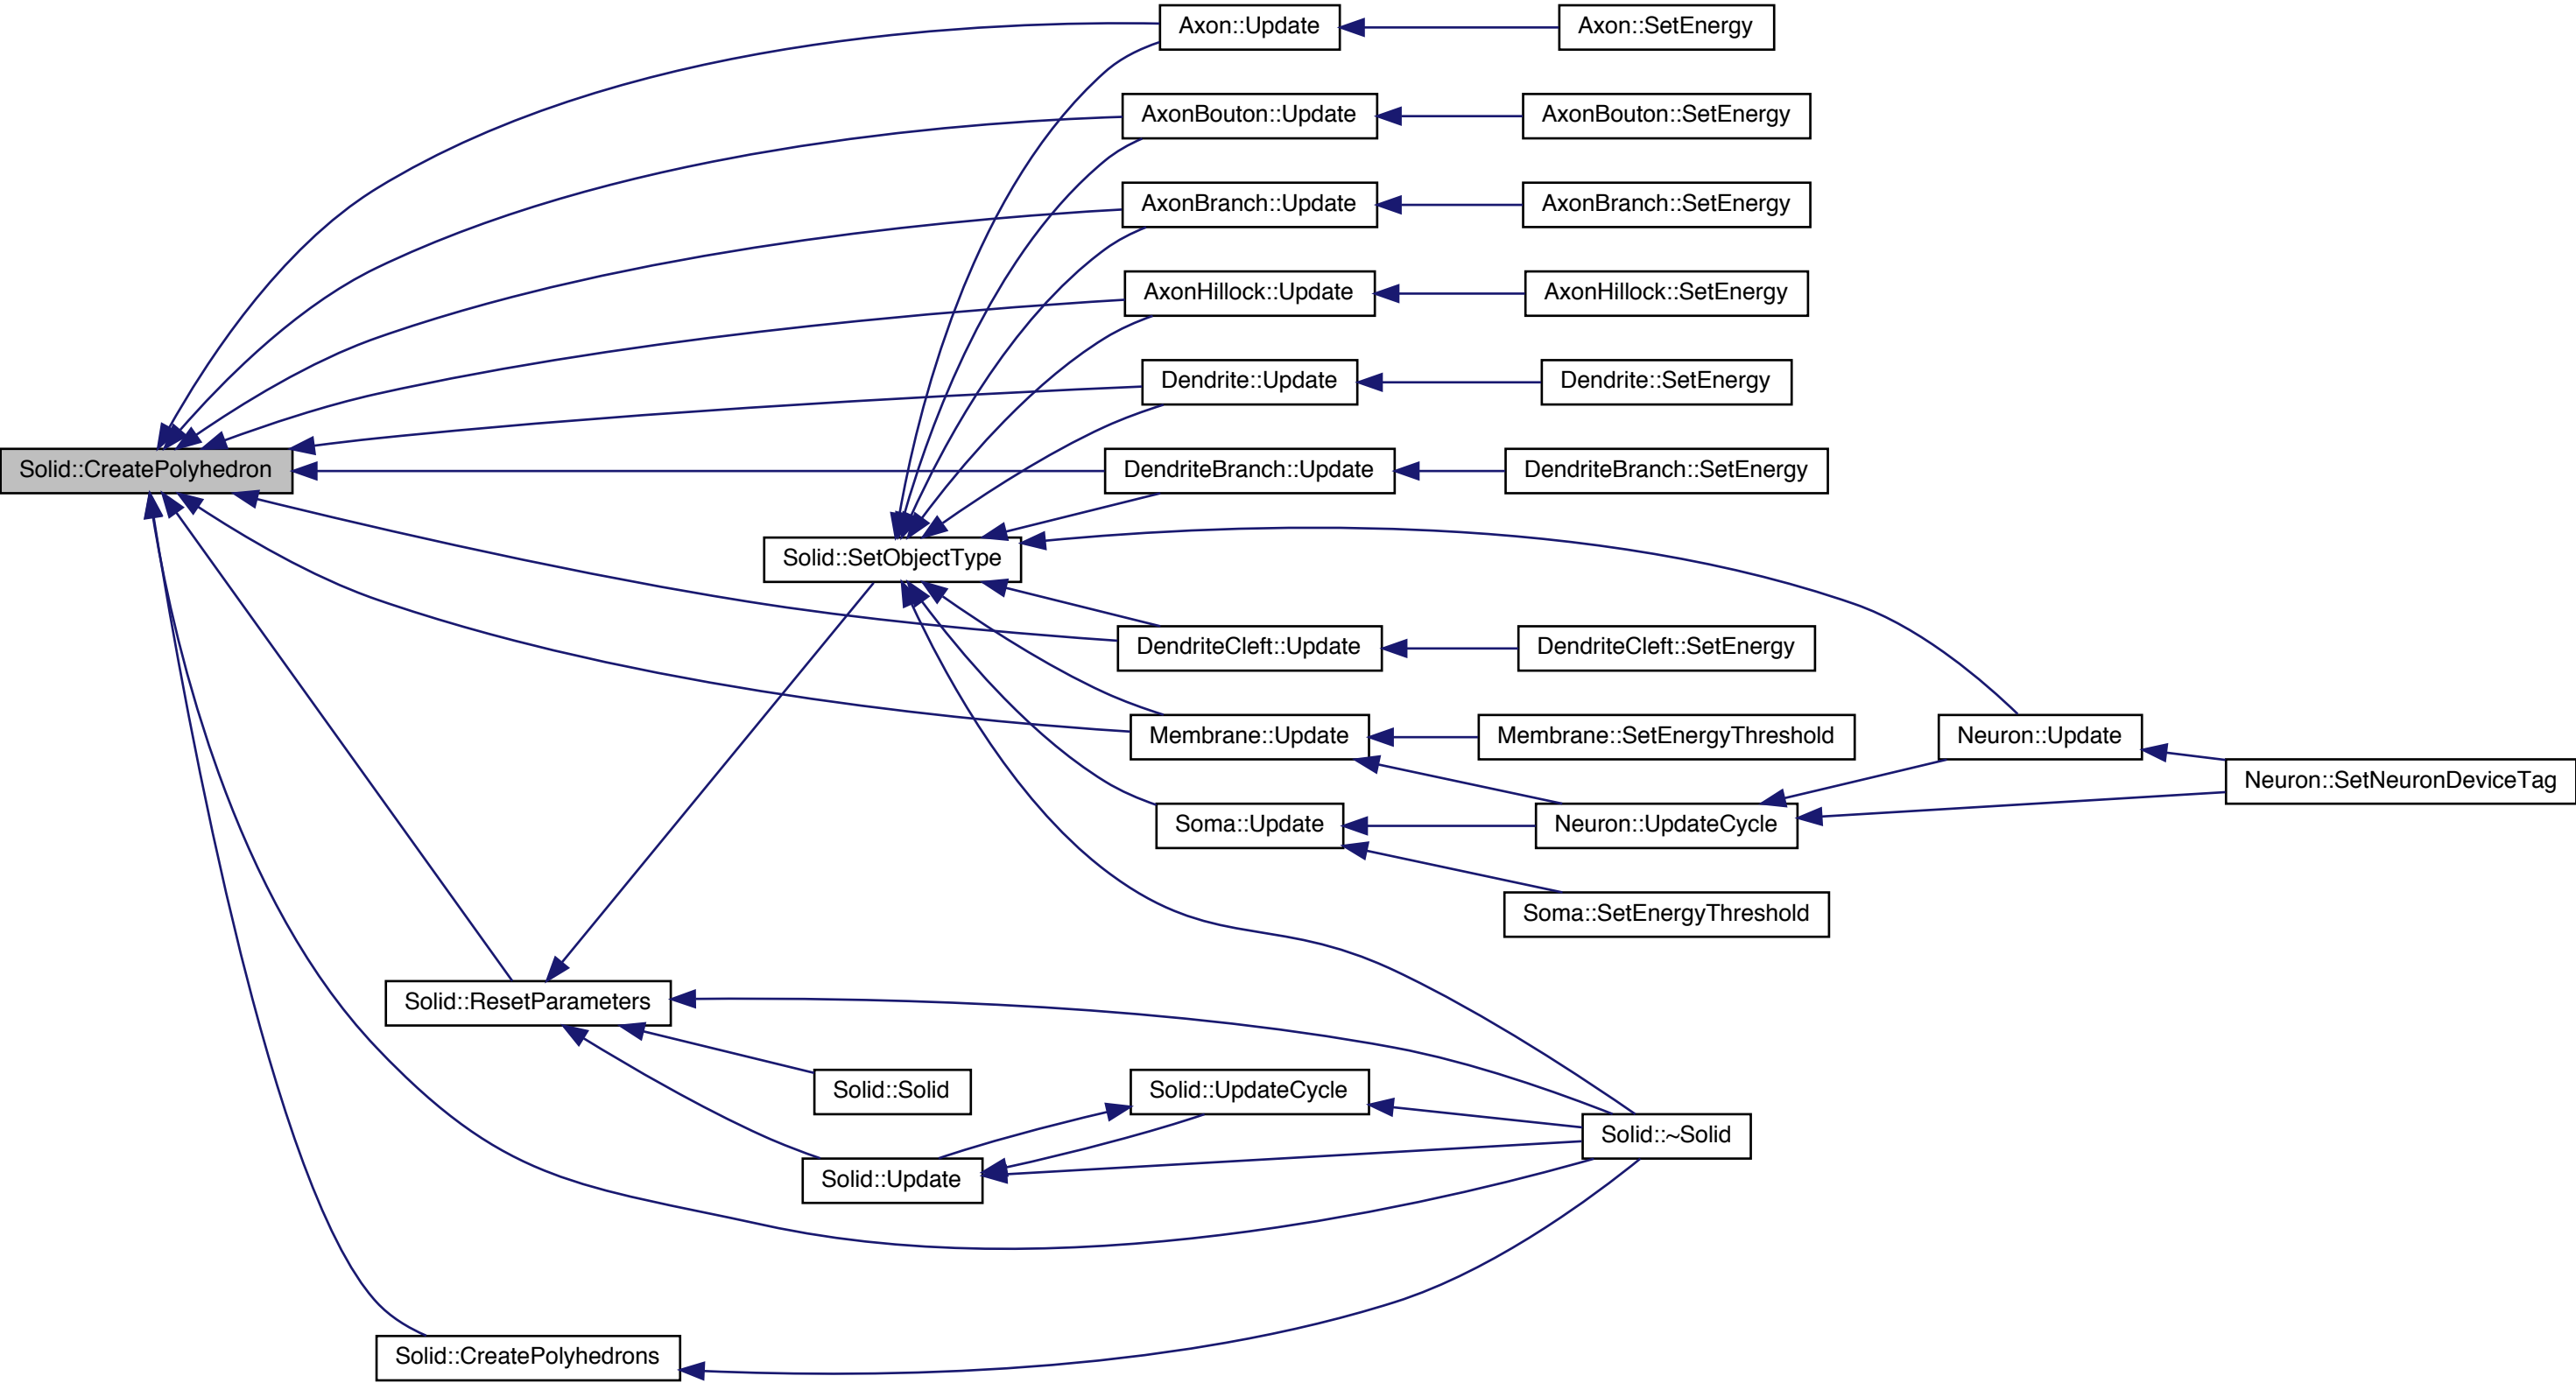 Axon::Update
Axon::SetEnergy
AxonBouton::Update
AxonBouton::SetEnergy
AxonBranch::Update
AxonBranch::SetEnergy
AxonHillock::Update
AxonHillock::SetEnergy
Dendrite::Update
Dendrite::SetEnergy
Solid::CreatePolyhedron
DendriteBranch::Update
DendriteBranch::SetEnergy
Solid::SetObjectType
DendriteCleft::Update
DendriteCleft::SetEnergy
Membrane::Update
Membrane::SetEnergyThreshold
Neuron::Update
Neuron::SetNeuronDeviceTag
Soma::Update
Neuron::UpdateCycle
Soma::SetEnergyThreshold
Solid::ResetParameters
Solid::Solid
Solid::UpdateCycle
Solid::~Solid
Solid::Update
Solid::CreatePolyhedrons